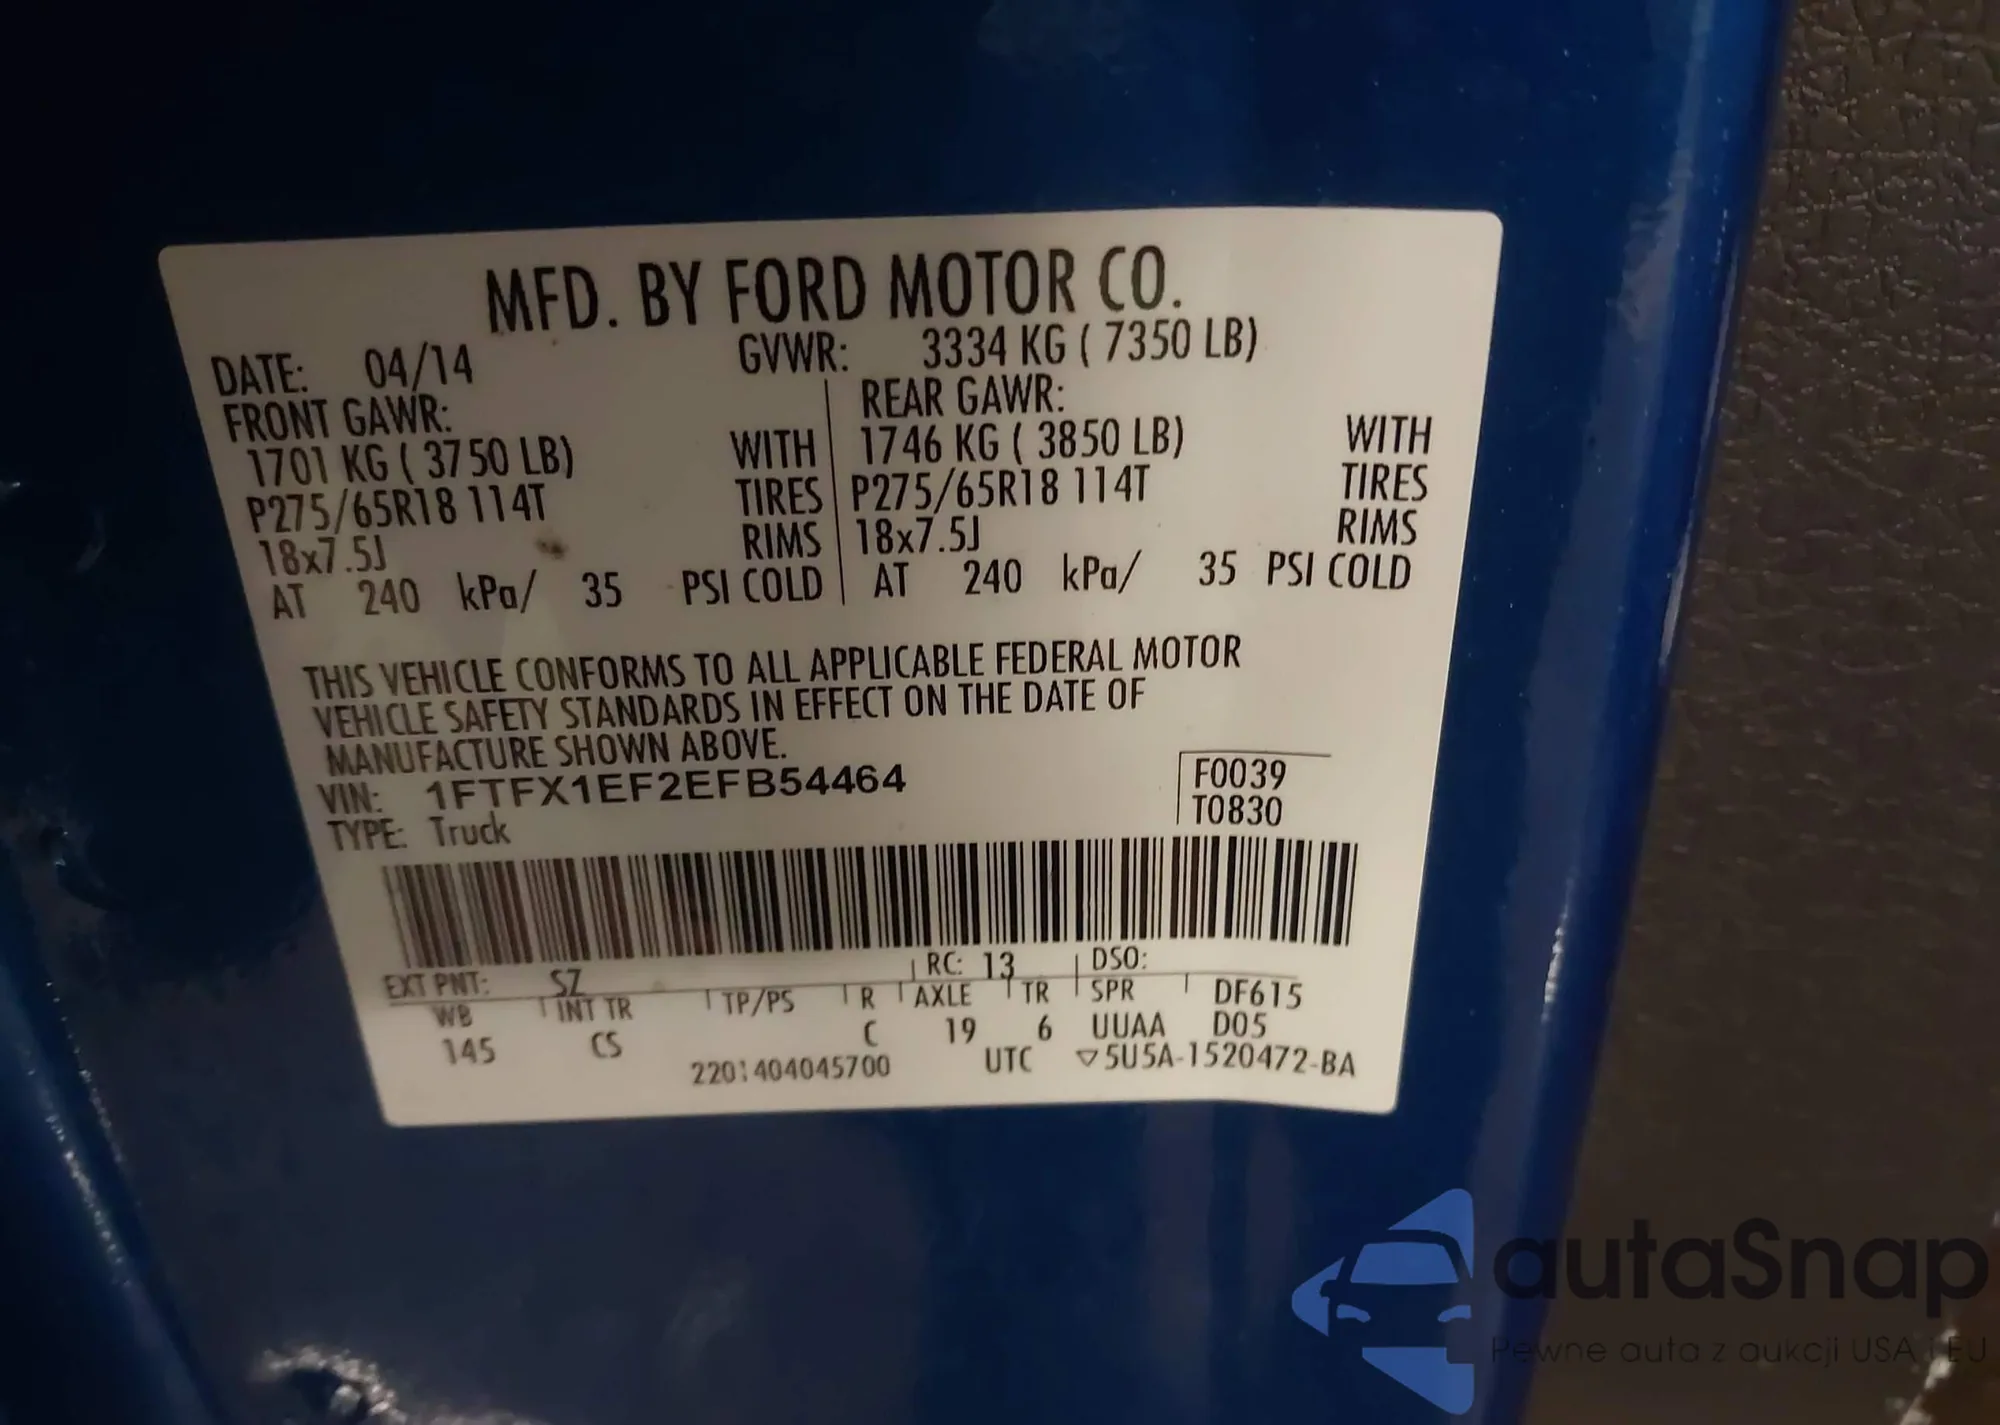 MFD. BY FORD MOTOR CO.
DATE: 04/14 GVWR: 3334 KG ( 7350 LB)
FRONT GAWR: REAR GAWR:
1701 KG ( 3750 LB) WITH 1746 KG ( 3850 LB) WITH
P275/65R18 114T TIRES P275/65R18 114T TIRES
18x7.5J RIMS 18x7.5J RIMS
AT 240 kPa/ 35 PSI COLD AT 240 kPa/ 35 PSI COLD
THIS VEHICLE CONFORMS TO ALL APPLICABLE FEDERAL MOTOR
VEHICLE SAFETY STANDARDS IN EFFECT ON THE DATE OF
MANUFACTURE SHOWN ABOVE.
VIN: 1FTFX1EF2EFB54464 F0039
TYPE: Truck T0830
EXT PNT: SZ RC: 13 DSO:
WB INT TR TP/PS R AXLE TR SPR DF615
145 CS C 19 6 UUAA D05
2201404045700 UTC ▽5U5A-1520472-BA
autaSnap
Pewne auta z aukcji USA i EU